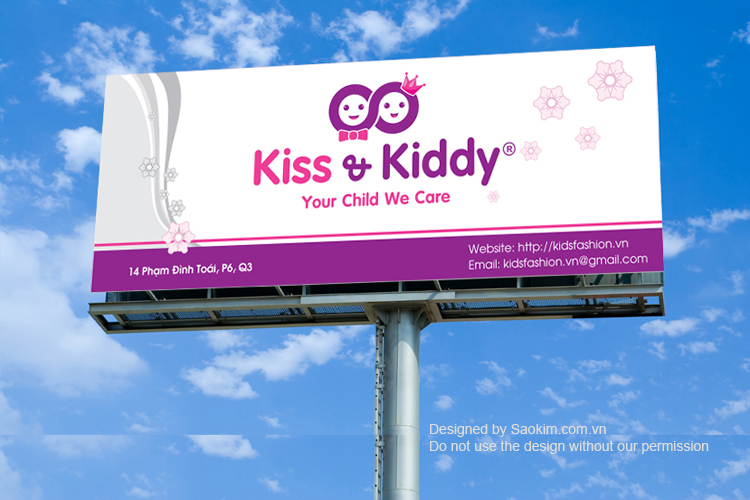 Kiss & Kiddy®
Your Child We Care
14 Phạm Đình Toái, P6, Q3
Website: http://kidsfashion.vn
Email: kidsfashion.vn@gmail.com
Designed by Saokim.com.vn
Do not use the design without our permission